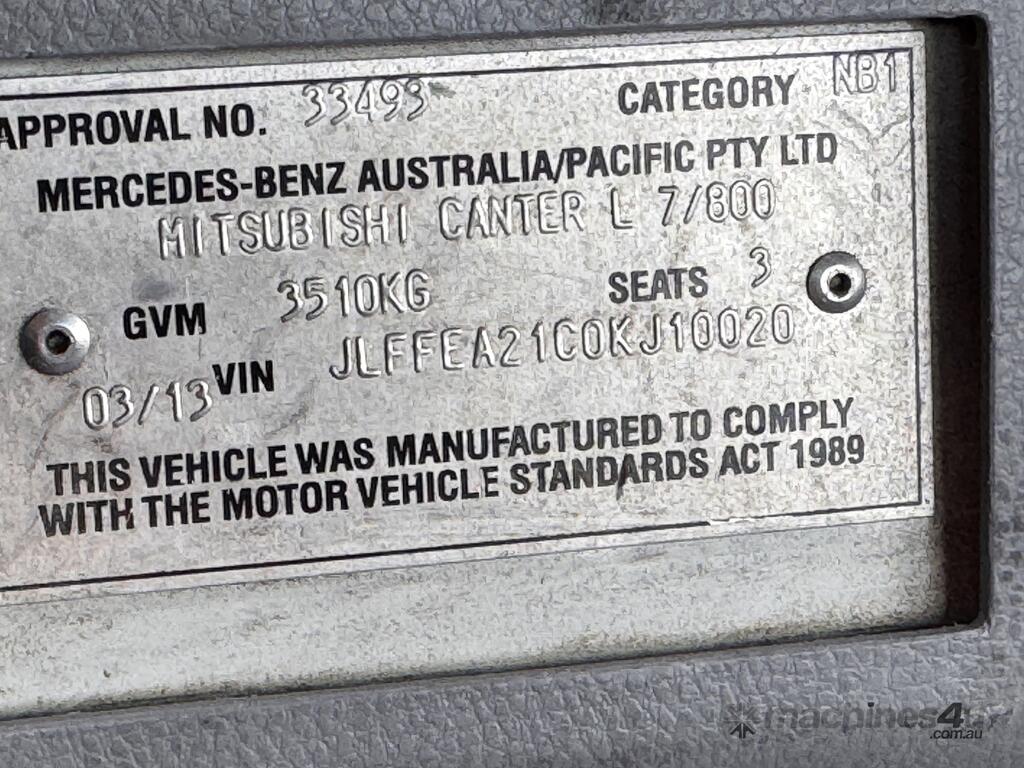 APPROVAL NO. 33493 CATEGORY NB1
MERCEDES-BENZ AUSTRALIA/PACIFIC PTY LTD
MITSUBISHI CANTER L 7/800
GVM 3510KG SEATS 3
03/13 VIN JLFFEA21C0KJ10020
THIS VEHICLE WAS MANUFACTURED TO COMPLY
WITH THE MOTOR VEHICLE STANDARDS ACT 1989
machines4u
.com.au